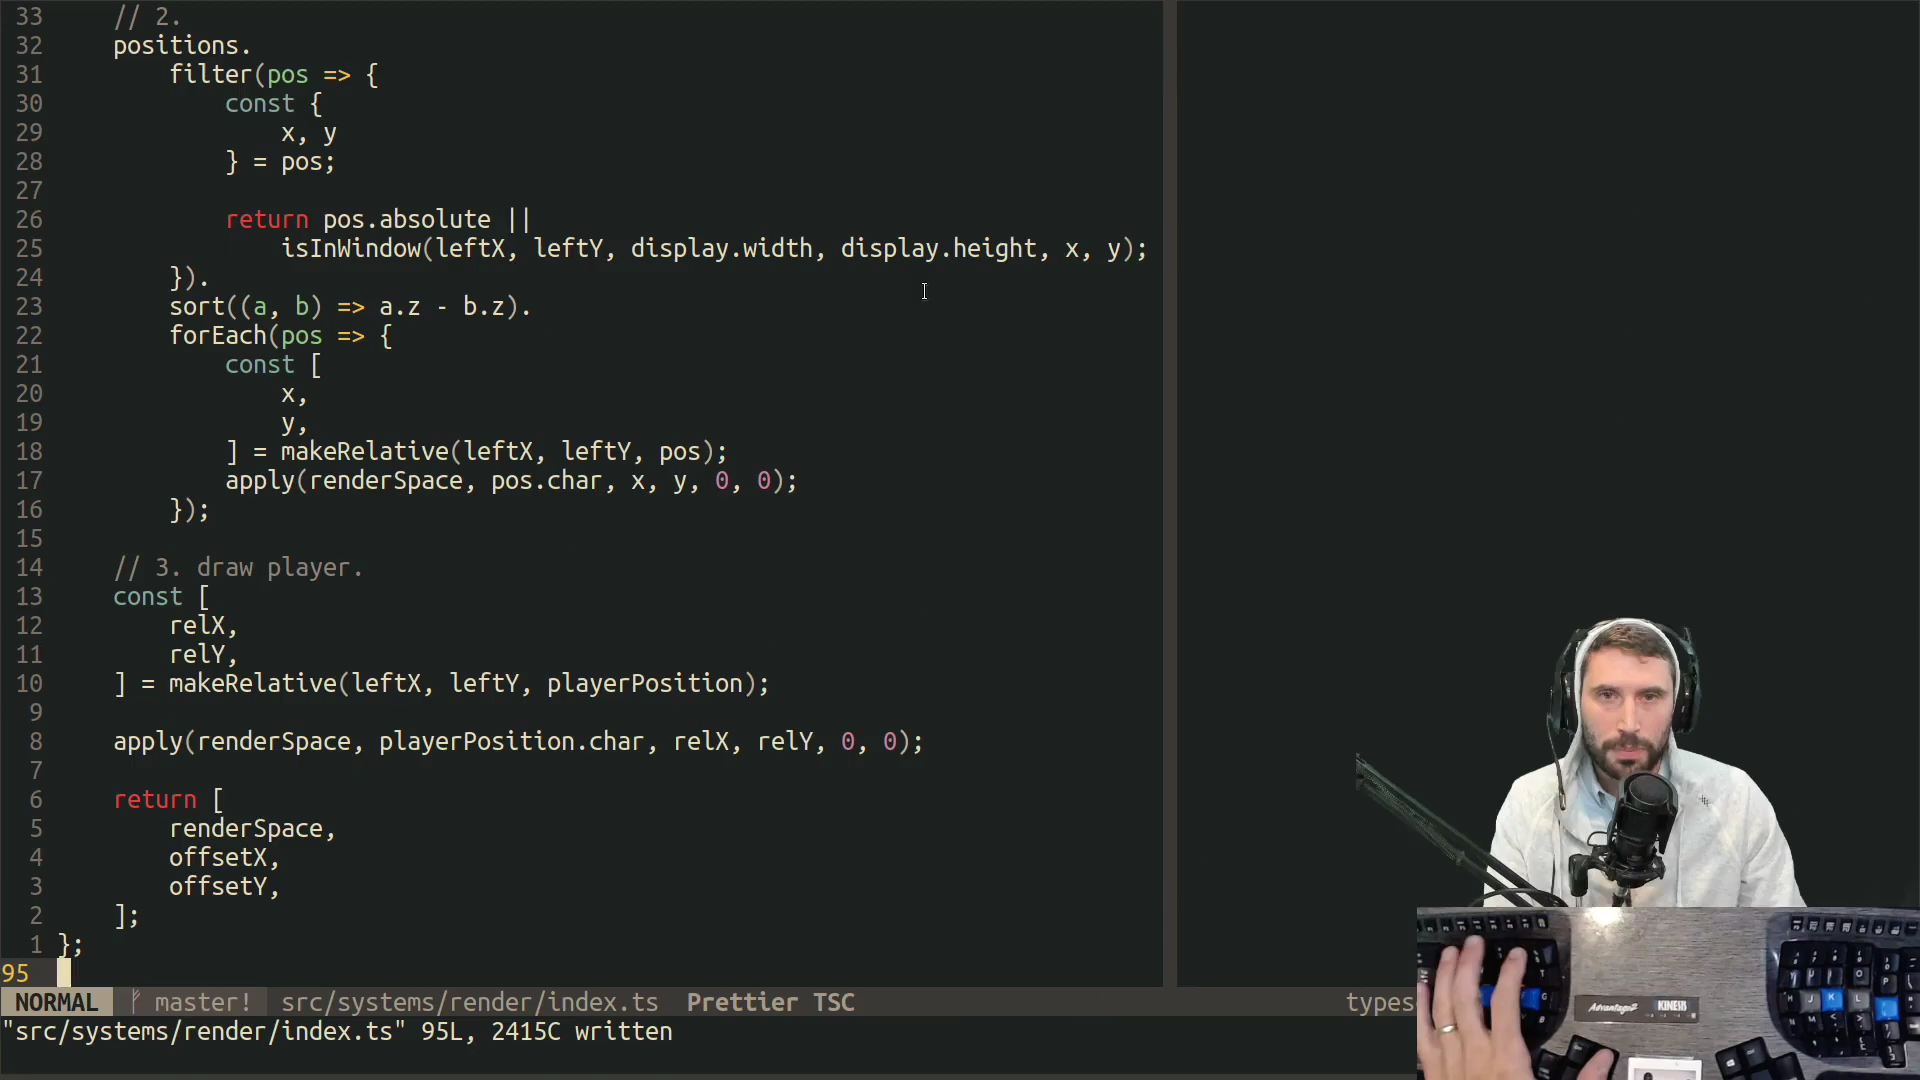 33 // 2.
32 positions.
31 filter(pos => {
30 const {
29 x, y
28 } = pos;
27
26 return pos.absolute ||
25 isInWindow(leftX, leftY, display.width, display.height, x, y);
24 }).
23 sort((a, b) => a.z - b.z).
22 forEach(pos => {
21 const [
20 x,
19 y,
18 ] = makeRelative(leftX, leftY, pos);
17 apply(renderSpace, pos.char, x, y, 0, 0);
16 });
15
14 // 3. draw player.
13 const [
12 relX,
11 relY,
10 ] = makeRelative(leftX, leftY, playerPosition);
9
8 apply(renderSpace, playerPosition.char, relX, relY, 0, 0);
7
6 return [
5 renderSpace,
4 offsetX,
3 offsetY,
2 ];
1 };
95
NORMAL master! src/systems/render/index.ts Prettier TSC types
"src/systems/render/index.ts" 95L, 2415C written
Advantage2 KINESIS